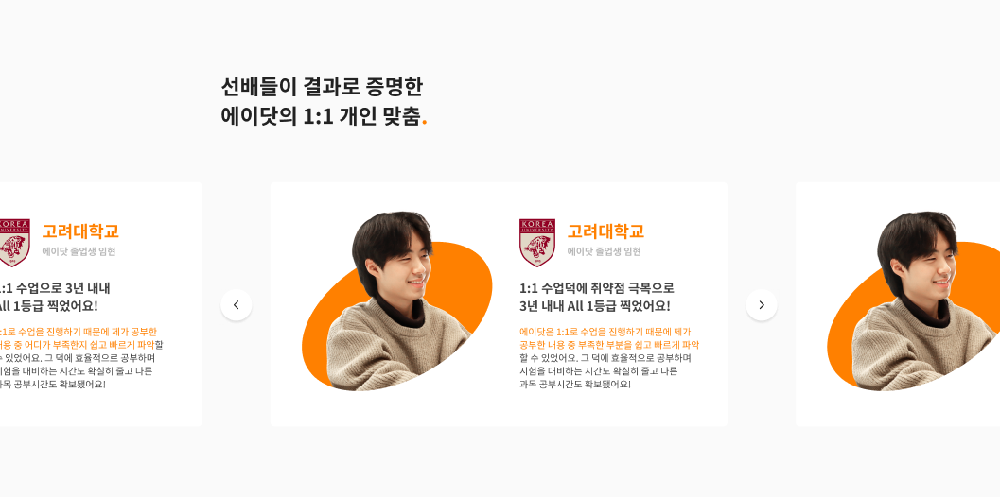 선배들이 결과로 증명한
에이닷의 1:1 개인 맞춤.
KOREA
UNIVERSITY
고려대학교
에이닷 졸업생 임현
:1 수업으로 3년 내내
All 1등급 찍었어요!
:1로 수업을 진행하기 때문에 제가 공부한
내용 중 어디가 부족한지 쉽고 빠르게 파악할
수 있었어요. 그 덕에 효율적으로 공부하며
시험을 대비하는 시간도 확실히 줄고 다른
과목 공부시간도 확보됐어요!
KOREA
UNIVERSITY
고려대학교
에이닷 졸업생 임현
1:1 수업덕에 취약점 극복으로
3년 내내 All 1등급 찍었어요!
에이닷은 1:1로 수업을 진행하기 때문에 제가
공부한 내용 중 부족한 부분을 쉽고 빠르게 파악
할 수 있었어요. 그 덕에 효율적으로 공부하며
시험을 대비하는 시간도 확실히 줄고 다른
과목 공부시간도 확보됐어요!